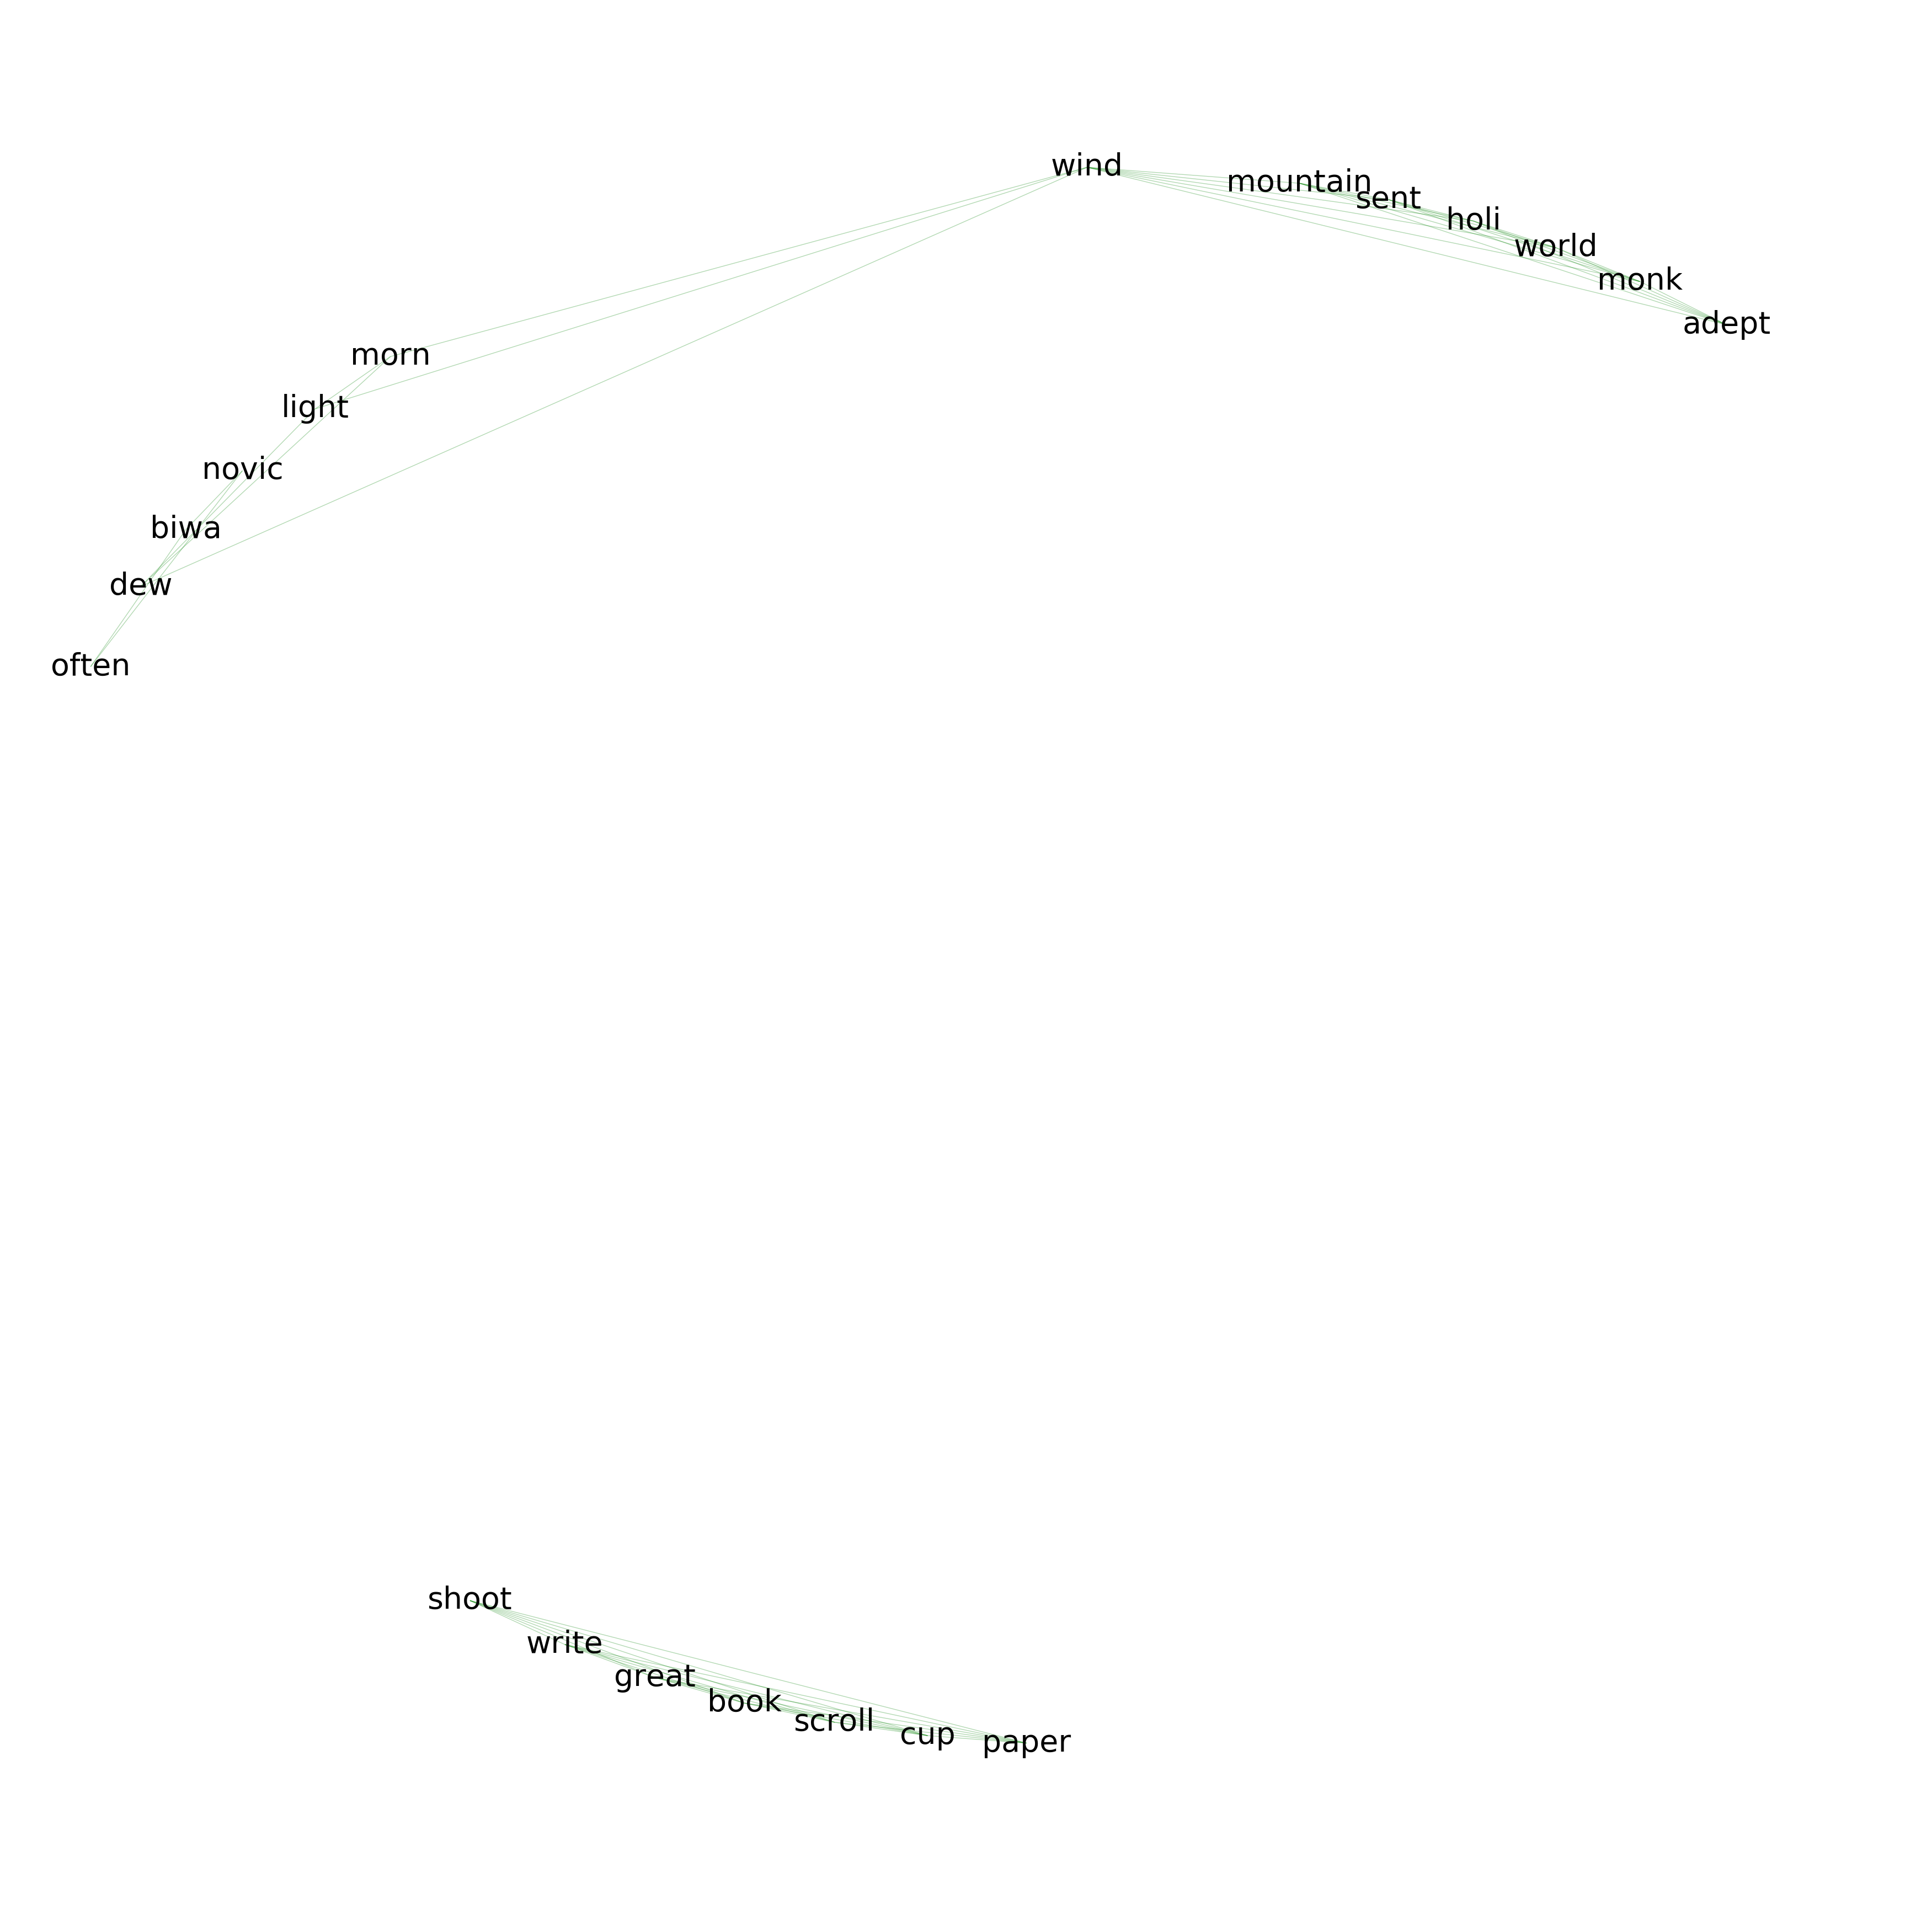 wind
mountain
sent
holi
world
monk
adept
morn
light
novic
biwa
dew
often
shoot
write
great
book
scroll
cup
paper